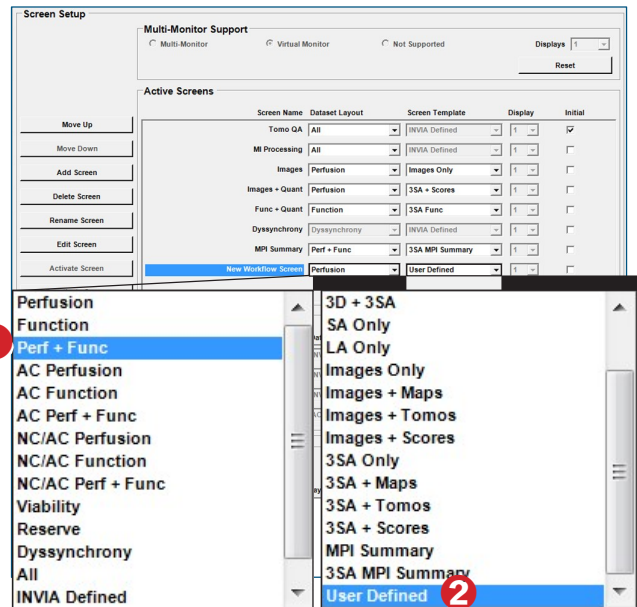 Screen Setup
Multi-Monitor Support
Multi-Monitor Virtual Monitor Not Supported Displays 1
Reset
Active Screens
Screen Name Dataset Layout Screen Template Display Initial
Move Up
Move Down
Add Screen
Delete Screen
Rename Screen
Edit Screen
Activate Screen
Tomo QA All INVIA Defined 1
MI Processing All INVIA Defined 1
Images Perfusion Images Only 1
Images + Quant Perfusion 3SA + Scores 1
Func + Quant Function 3SA Func 1
Dyssynchrony Dyssynchrony INVIA Defined 1
MPI Summary Perf + Func 3SA MPI Summary 1
New Workflow Screen Perfusion User Defined 1
Perfusion
Function
Perf + Func
AC Perfusion
AC Function
AC Perf + Func
NC/AC Perfusion
NC/AC Function
NC/AC Perf + Func
Viability
Reserve
Dyssynchrony
All
INVIA Defined
3D + 3SA
SA Only
LA Only
Images Only
Images + Maps
Images + Tomos
Images + Scores
3SA Only
3SA + Maps
3SA + Tomos
3SA + Scores
MPI Summary
3SA MPI Summary
User Defined 2